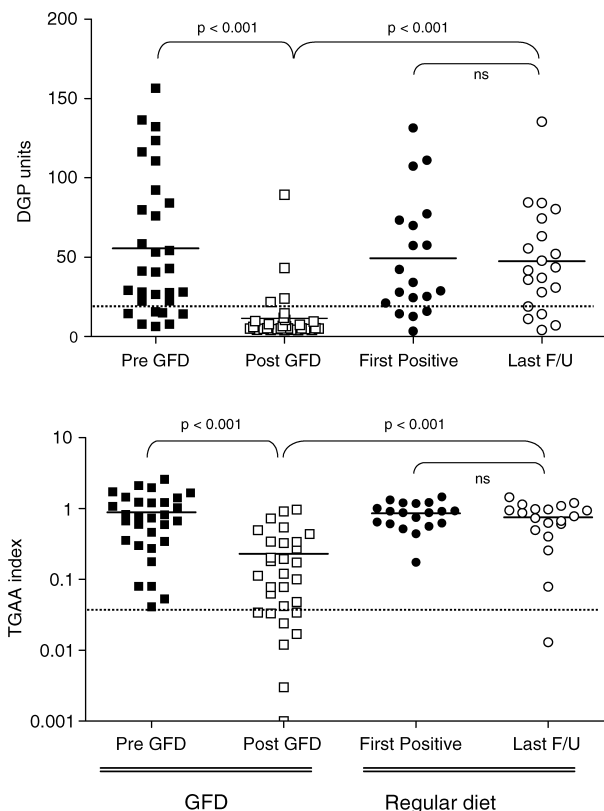 200
p < 0.001
p < 0.001
ns
150
DGP units
100
50
0
Pre GFD
Post GFD
First Positive
Last F/U
10
p < 0.001
p < 0.001
ns
1
TGAA index
0.1
0.01
0.001
Pre GFD
Post GFD
First Positive
Last F/U
GFD
Regular diet